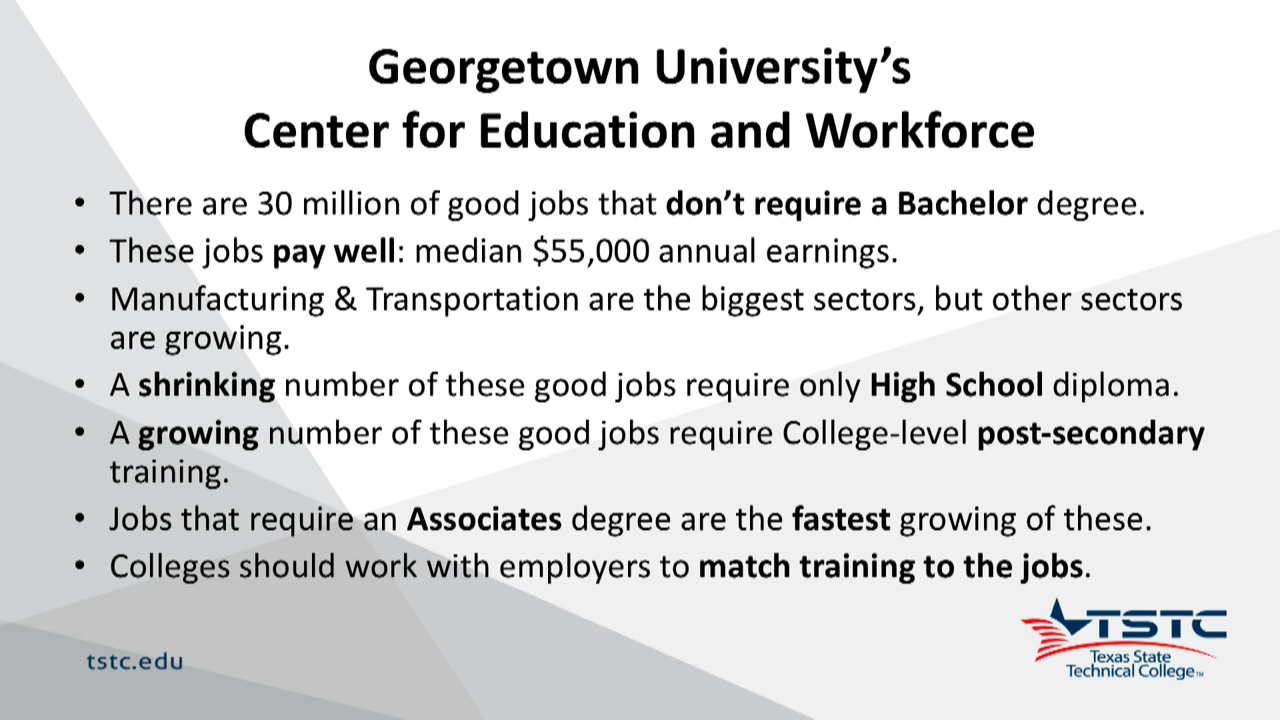 Georgetown University’s
Center for Education and Workforce
• There are 30 million of good jobs that don’t require a Bachelor degree.
• These jobs pay well: median $55,000 annual earnings.
• Manufacturing & Transportation are the biggest sectors, but other sectors
are growing.
• A shrinking number of these good jobs require only High School diploma.
• A growing number of these good jobs require College-level post-secondary
training.
• Jobs that require an Associates degree are the fastest growing of these.
• Colleges should work with employers to match training to the jobs.
TSTC
Texas State
Technical College™
tstc.edu